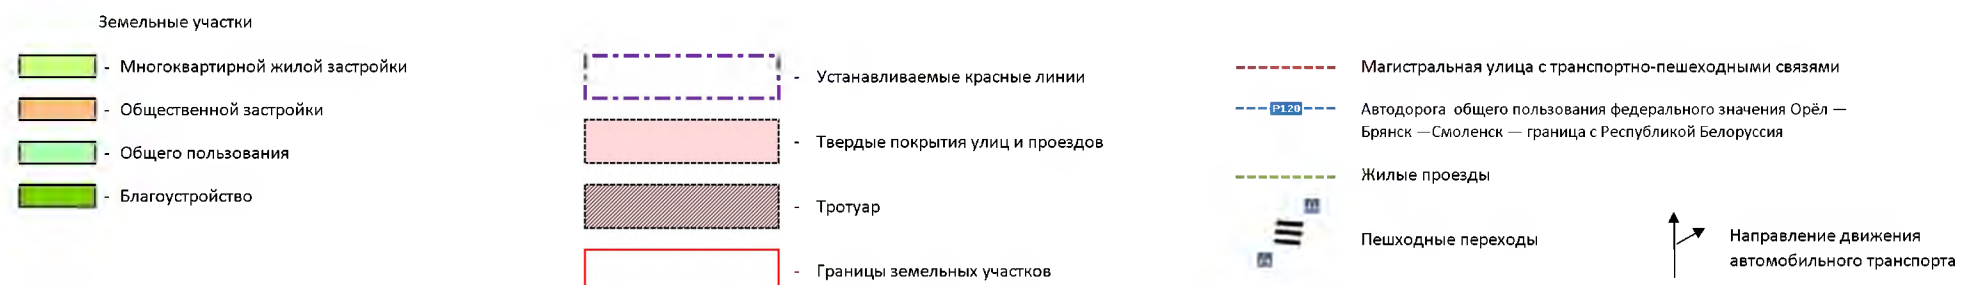 Земельные участки
- Многоквартирной жилой застройки
- Общественной застройки
- Общего пользования
- Благоустройство
- Устанавливаемые красные линии
- Твердые покрытия улиц и проездов
- Тротуар
- Границы земельных участков
Магистральная улица с транспортно-пешеходными связями
P120 Автодорога общего пользования федерального значения Орёл —
Брянск —Смоленск — граница с Республикой Белоруссия
Жилые проезды
Пешходные переходы
Направление движения
автомобильного транспорта